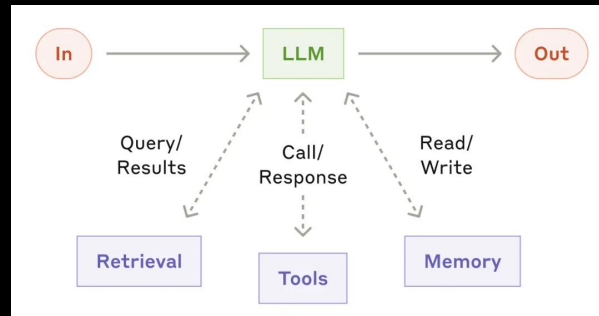 In
LLM
Out
Query/
Results
Call/
Response
Read/
Write
Retrieval
Tools
Memory